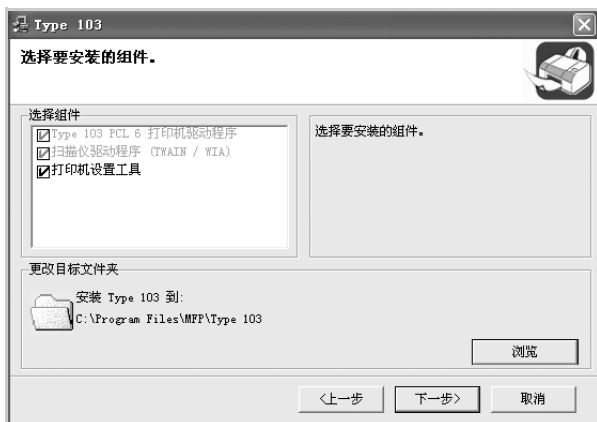 Type 103
选择要安装的组件。
选择组件
Type 103 PCL 6 打印机驱动程序
扫描仪驱动程序 (TWAIN / WIA)
打印机设置工具
选择要安装的组件。
更改目标文件夹
安装 Type 103 到:
C:\Program Files\MFP\Type 103
浏览
<上一步
下一步>
取消